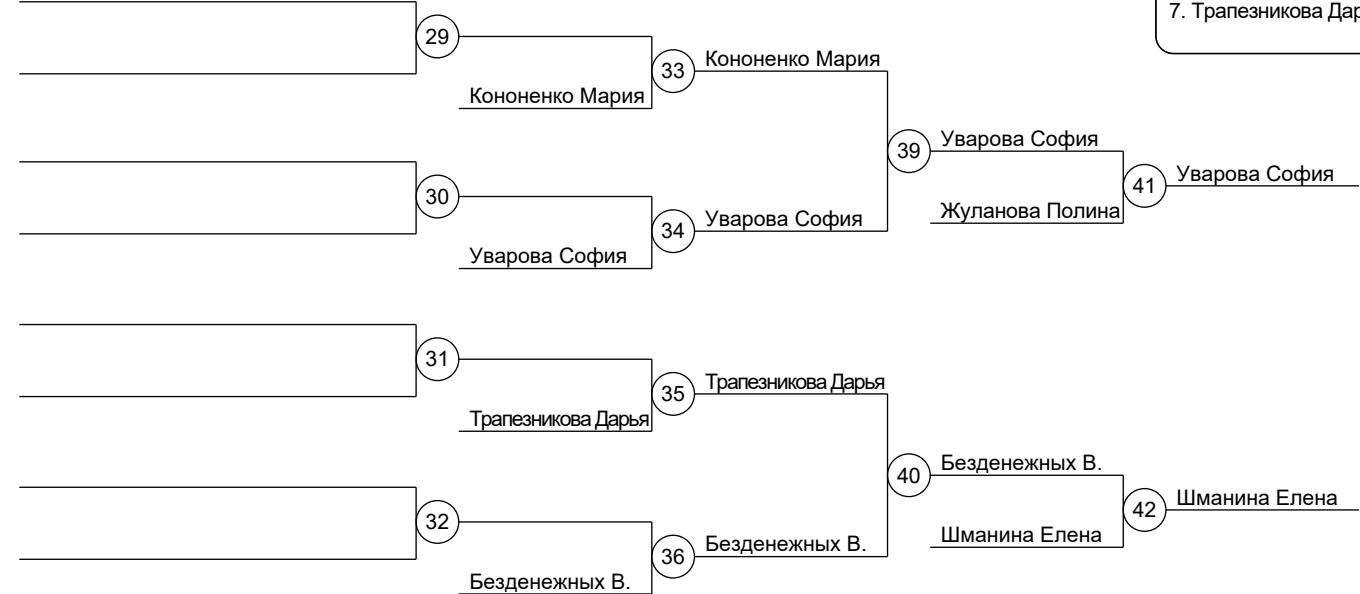 7. Трапезникова
29
33
Кононенко Мария
Кононенко Мария
39
Уварова София
41
Уварова София
30
34
Уварова София
Жуланова Полина
Уварова София
31
35
Трапезникова Дарья
Трапезникова Дарья
40
Безденежных В.
42
Шманина Елена
32
36
Безденежных В.
Шманина Елена
Безденежных В.